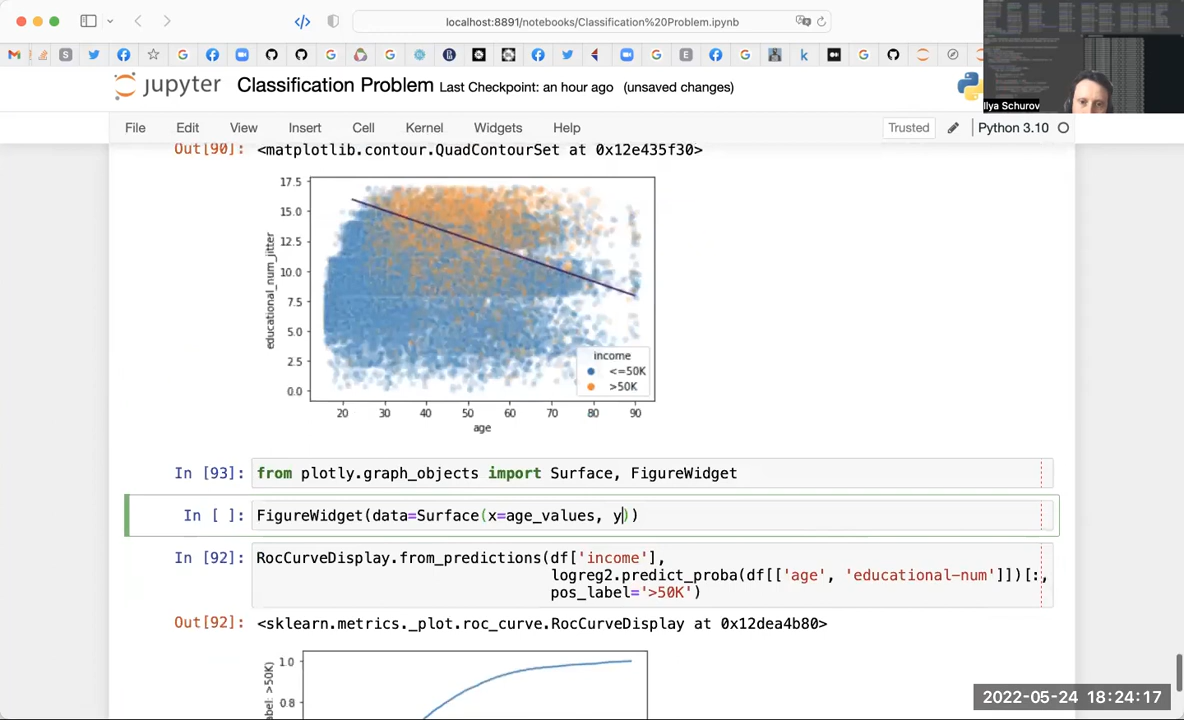 localhost:8891/notebooks/Classification%20Problem.ipynb
jupyter Classification Problem Last Checkpoint: an hour ago (unsaved changes)
Ilya Schurov
File Edit View Insert Cell Kernel Widgets Help Trusted Python 3.10
Out[90]: <matplotlib.contour.QuadContourSet at 0x12e435f30>
17.5
15.0
12.5
10.0
7.5
5.0
2.5
0.0
educational_num_jitter
income
<=50K
>50K
20 30 40 50 60 70 80 90
age
In [93]: from plotly.graph_objects import Surface, FigureWidget
In [ ]: FigureWidget(data=Surface(x=age_values, y))
In [92]: RocCurveDisplay.from_predictions(df['income'],
logreg2.predict_proba(df[['age', 'educational-num']])[:,
pos_label='>50K')
Out[92]: <sklearn.metrics._plot.roc_curve.RocCurveDisplay at 0x12dea4b80>
1.0
0.8
abel: >50K)
2022-05-24 18:24:17